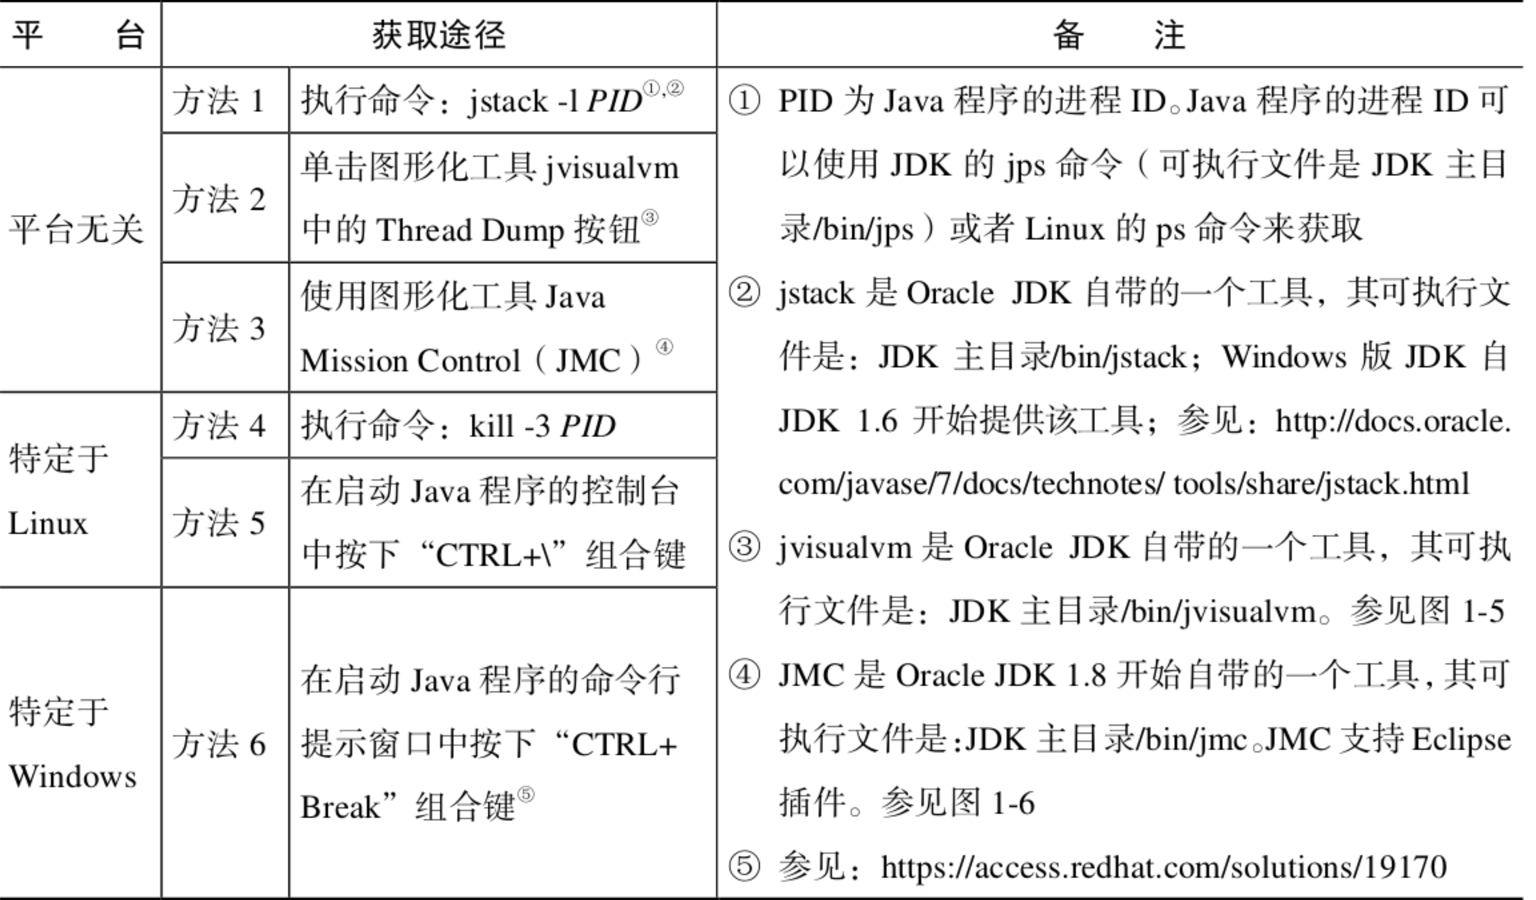 平 台
获取途径
备 注
平台无关
方法 1
执行命令：jstack -l PID①,②
方法 2
单击图形化工具 jvisualvm
中的 Thread Dump 按钮③
方法 3
使用图形化工具 Java
Mission Control（JMC）④
特定于
Linux
方法 4
执行命令：kill -3 PID
方法 5
在启动 Java 程序的控制台
中按下“CTRL+\”组合键
特定于
Windows
方法 6
在启动 Java 程序的命令行
提示窗口中按下“CTRL+
Break”组合键⑤
① PID 为 Java 程序的进程 ID。Java 程序的进程 ID 可
以使用 JDK 的 jps 命令（可执行文件是 JDK 主目
录/bin/jps）或者 Linux 的 ps 命令来获取
② jstack 是 Oracle JDK 自带的一个工具，其可执行文
件是：JDK 主目录/bin/jstack；Windows 版 JDK 自
JDK 1.6 开始提供该工具；参见：http://docs.oracle.
com/javase/7/docs/technotes/ tools/share/jstack.html
③ jvisualvm 是 Oracle JDK 自带的一个工具，其可执
行文件是：JDK 主目录/bin/jvisualvm。参见图 1-5
④ JMC 是 Oracle JDK 1.8 开始自带的一个工具，其可
执行文件是：JDK 主目录/bin/jmc。JMC 支持 Eclipse
插件。参见图 1-6
⑤ 参见：https://access.redhat.com/solutions/19170